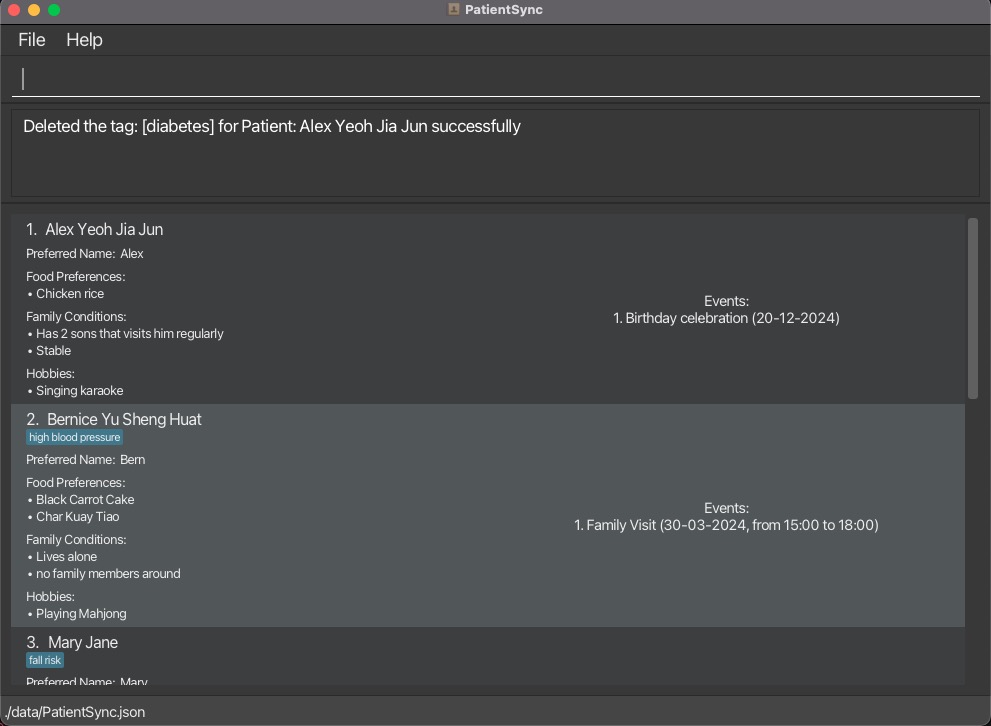 PatientSync
File Help
Deleted the tag: [diabetes] for Patient: Alex Yeoh Jia Jun successfully
1. Alex Yeoh Jia Jun
Preferred Name: Alex
Food Preferences:
• Chicken rice
Family Conditions:
• Has 2 sons that visits him regularly
• Stable
Hobbies:
• Singing karaoke
Events:
1. Birthday celebration (20-12-2024)
2. Bernice Yu Sheng Huat
high blood pressure
Preferred Name: Bern
Food Preferences:
• Black Carrot Cake
• Char Kuay Tiao
Family Conditions:
• Lives alone
• no family members around
Hobbies:
• Playing Mahjong
Events:
1. Family Visit (30-03-2024, from 15:00 to 18:00)
3. Mary Jane
fall risk
Preferred Name: Mary
./data/PatientSync.json